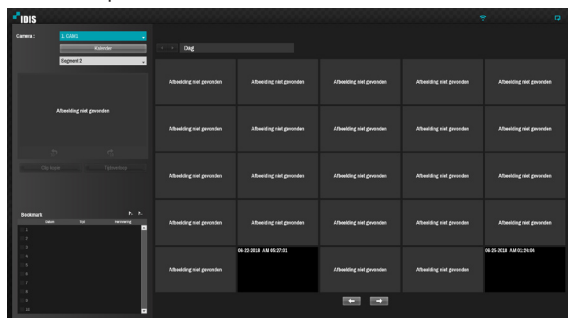 IDIS
Camera :
1. CAM1
Kalender
Segment 2
Dag
Afbeelding niet gevonden
Afbeelding niet gevonden Afbeelding niet gevonden Afbeelding niet gevonden Afbeelding niet gevonden Afbeelding niet gevonden
Afbeelding niet gevonden Afbeelding niet gevonden Afbeelding niet gevonden Afbeelding niet gevonden Afbeelding niet gevonden
Afbeelding niet gevonden Afbeelding niet gevonden Afbeelding niet gevonden Afbeelding niet gevonden Afbeelding niet gevonden
Afbeelding niet gevonden Afbeelding niet gevonden Afbeelding niet gevonden Afbeelding niet gevonden Afbeelding niet gevonden
06-22-2018 AM 05:27:01 06-25-2018 AM 01:24:04
Afbeelding niet gevonden Afbeelding niet gevonden Afbeelding niet gevonden
Bookmark
Tijd
1
2
3
4
5
6
7
8
9
10